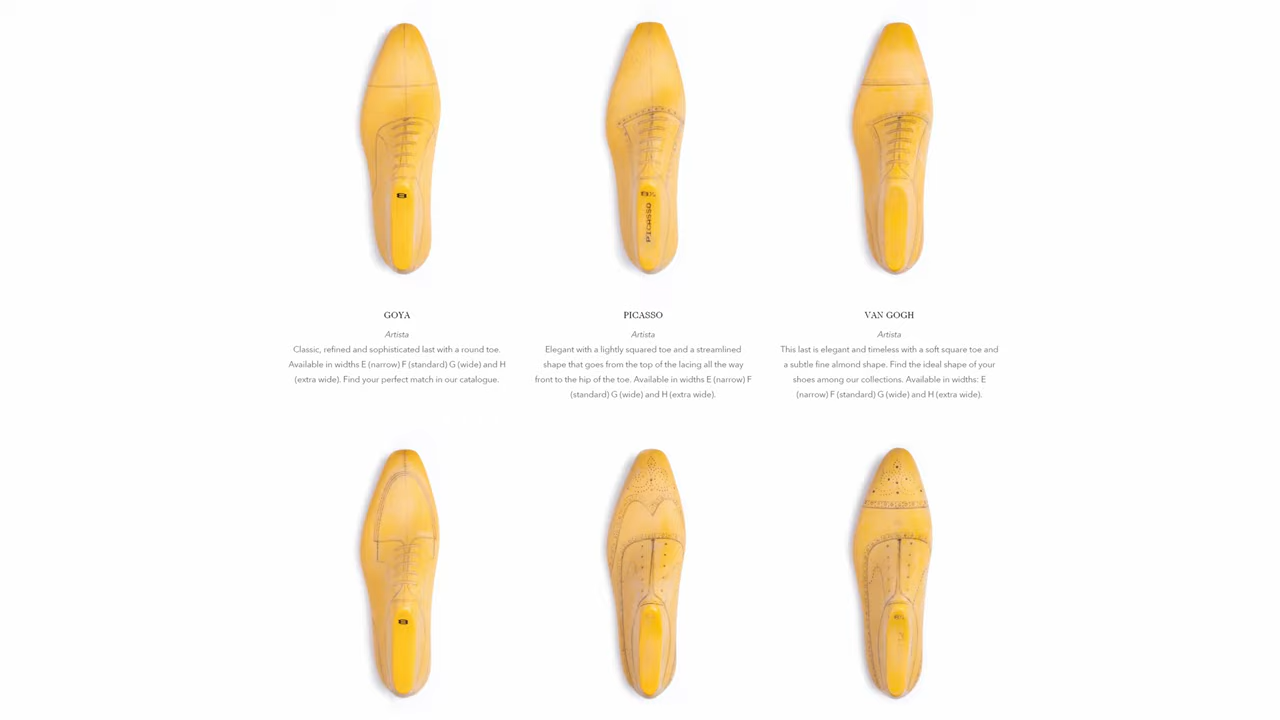 PICASSO
GOYA
Artista
Classic, refined and sophisticated last with a round toe.
Available in widths E (narrow) F (standard) G (wide) and H
(extra wide). Find your perfect match in our catalogue.
PICASSO
Artista
Elegant with a lightly squared toe and a streamlined
shape that goes from the top of the lacing all the way
front to the hip of the toe. Available in widths E (narrow) F
(standard) G (wide) and H (extra wide).
VAN GOGH
Artista
This last is elegant and timeless with a soft square toe and
a subtle fine almond shape. Find the ideal shape of your
shoes among our collections. Available in widths: E
(narrow) F (standard) G (wide) and H (extra wide).